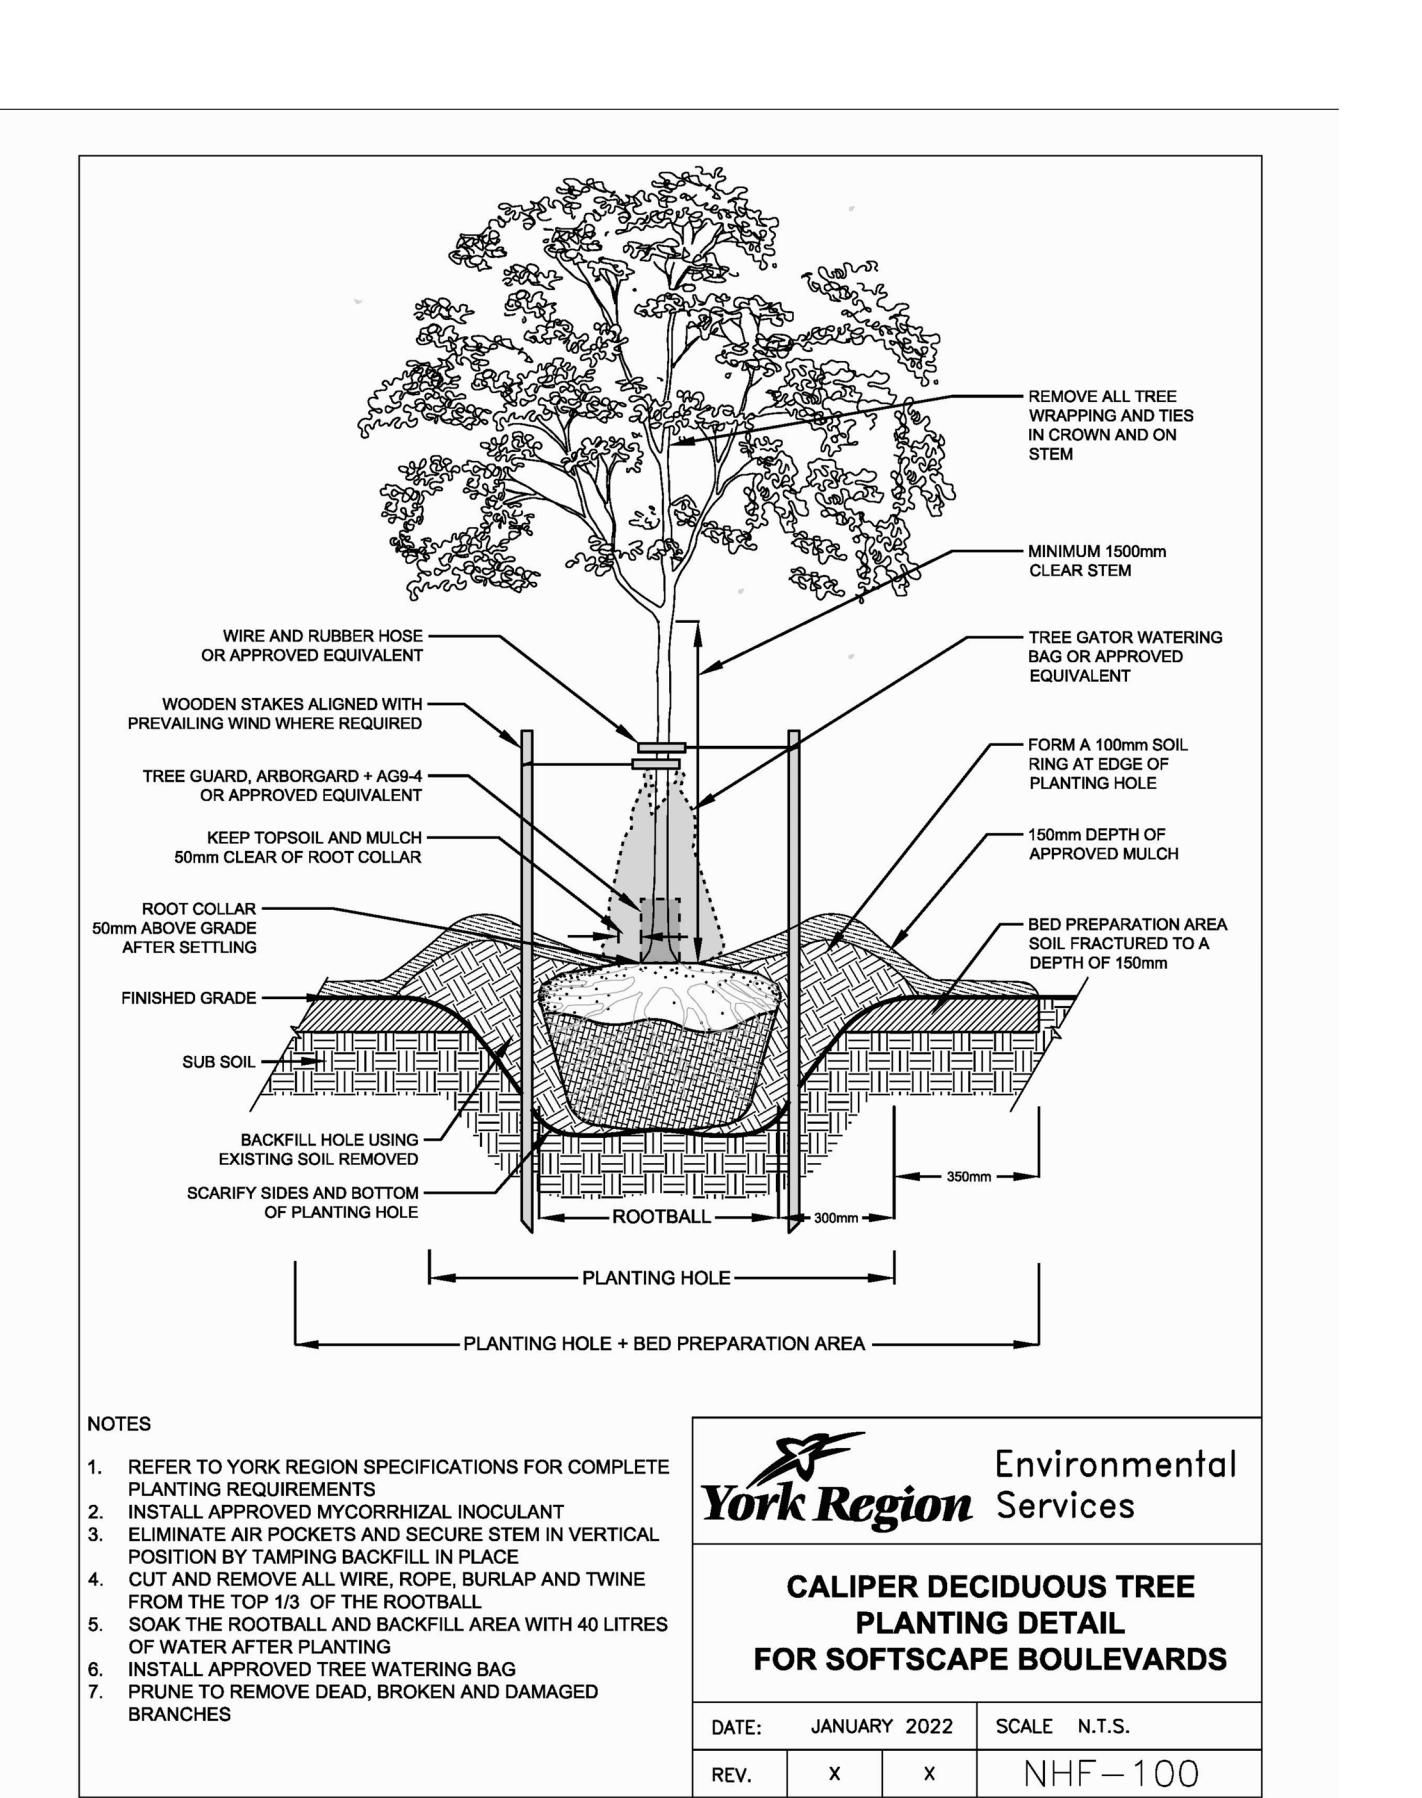 REMOVE ALL TREE
WRAPPING AND TIES
IN CROWN AND ON
STEM
MINIMUM 1500mm
CLEAR STEM
WIRE AND RUBBER HOSE
OR APPROVED EQUIVALENT
TREE GATOR WATERING
BAG OR APPROVED
EQUIVALENT
WOODEN STAKES ALIGNED WITH
PREVAILING WIND WHERE REQUIRED
FORM A 100mm SOIL
RING AT EDGE OF
PLANTING HOLE
TREE GUARD, ARBORGARD + AG9-4
OR APPROVED EQUIVALENT
KEEP TOPSOIL AND MULCH
50mm CLEAR OF ROOT COLLAR
150mm DEPTH OF
APPROVED MULCH
ROOT COLLAR
50mm ABOVE GRADE
AFTER SETTLING
BED PREPARATION AREA
SOIL FRACTURED TO A
DEPTH OF 150mm
FINISHED GRADE
SUB SOIL
BACKFILL HOLE USING
EXISTING SOIL REMOVED
SCARIFY SIDES AND BOTTOM
OF PLANTING HOLE
350mm
ROOTBALL
300mm
PLANTING HOLE
PLANTING HOLE + BED PREPARATION AREA
NOTES
1. REFER TO YORK REGION SPECIFICATIONS FOR COMPLETE
PLANTING REQUIREMENTS
2. INSTALL APPROVED MYCORRHIZAL INOCULANT
3. ELIMINATE AIR POCKETS AND SECURE STEM IN VERTICAL
POSITION BY TAMPING BACKFILL IN PLACE
4. CUT AND REMOVE ALL WIRE, ROPE, BURLAP AND TWINE
FROM THE TOP 1/3 OF THE ROOTBALL
5. SOAK THE ROOTBALL AND BACKFILL AREA WITH 40 LITRES
OF WATER AFTER PLANTING
6. INSTALL APPROVED TREE WATERING BAG
7. PRUNE TO REMOVE DEAD, BROKEN AND DAMAGED
BRANCHES
York Region
Environmental
Services
CALIPER DECIDUOUS TREE
PLANTING DETAIL
FOR SOFTSCAPE BOULEVARDS
DATE: JANUARY 2022
SCALE N.T.S.
REV. X X
NHF-100